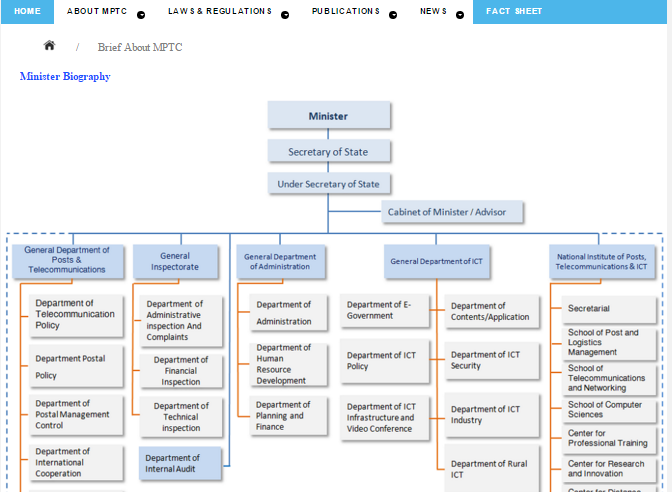 HOME
ABOUT MPTC
LAWS & REGULATIONS
PUBLICATIONS
NEWS
FACT SHEET
/
Brief About MPTC
Minister Biography
Minister
Secretary of State
Under Secretary of State
Cabinet of Minister / Advisor
General Department of
Posts &
Telecommunications
General
Inspectorate
General Department
of Administration
General Department of ICT
National Institute of Posts,
Telecommunications & ICT
Department of
Telecommunication
Policy
Department Postal
Policy
Department of
Postal Management
Control
Department of
International
Cooperation
Department of
Administrative
inspection And
Complaints
Department of
Financial
Inspection
Department of
Technical
inspection
Department of
Internal Audit
Department of
Administration
Department of
Human
Resource
Development
Department of
Planning and
Finance
Department of E-
Government
Department of ICT
Policy
Department of ICT
Infrastructure and
Video Conference
Department of
Contents/Application
Department of ICT
Security
Department of ICT
Industry
Department of Rural
ICT
Secretarial
School of Post and
Logistics
Management
School of
Telecommunications
and Networking
School of Computer
Sciences
Center for
Professional Training
Center for Research
and Innovation
Center for Distance